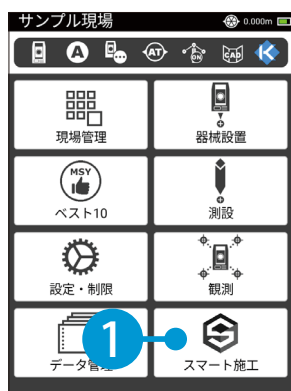 サンプル現場 0.000m
A AT ON CAD
現場管理 器械設置
MSY
ベスト10 測設
設定・制限 観測
1
データ管理 スマート施工